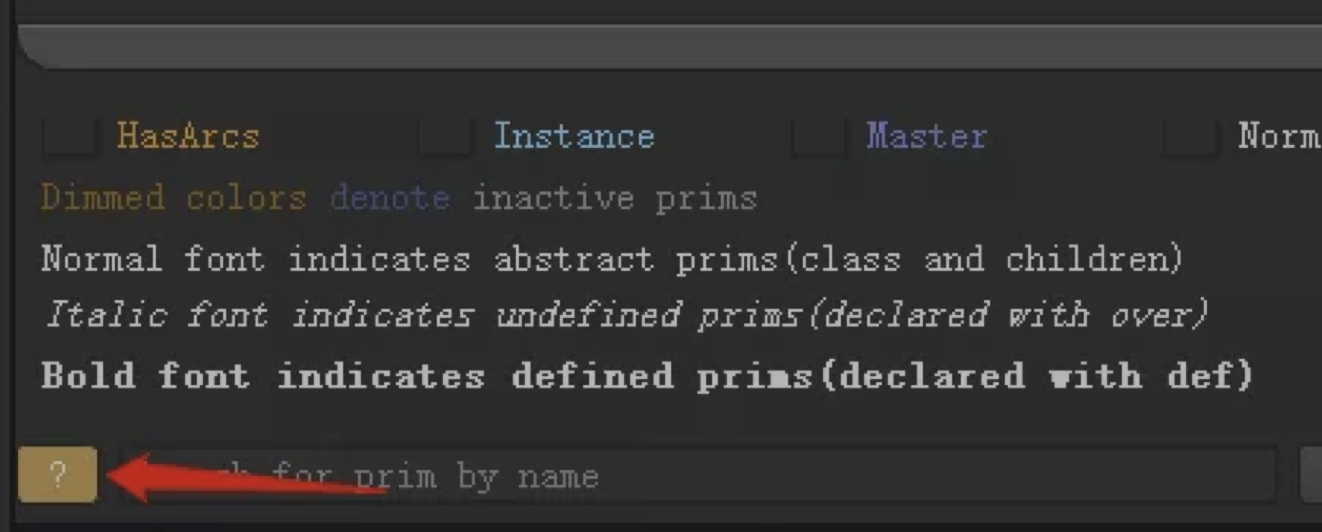 HasArcs Instance Master Norm
Dimmed colors denote inactive prims
Normal font indicates abstract prims(class and children)
Italic font indicates undefined prims(declared with over)
Bold font indicates defined prims(declared with def)
? for prim by name